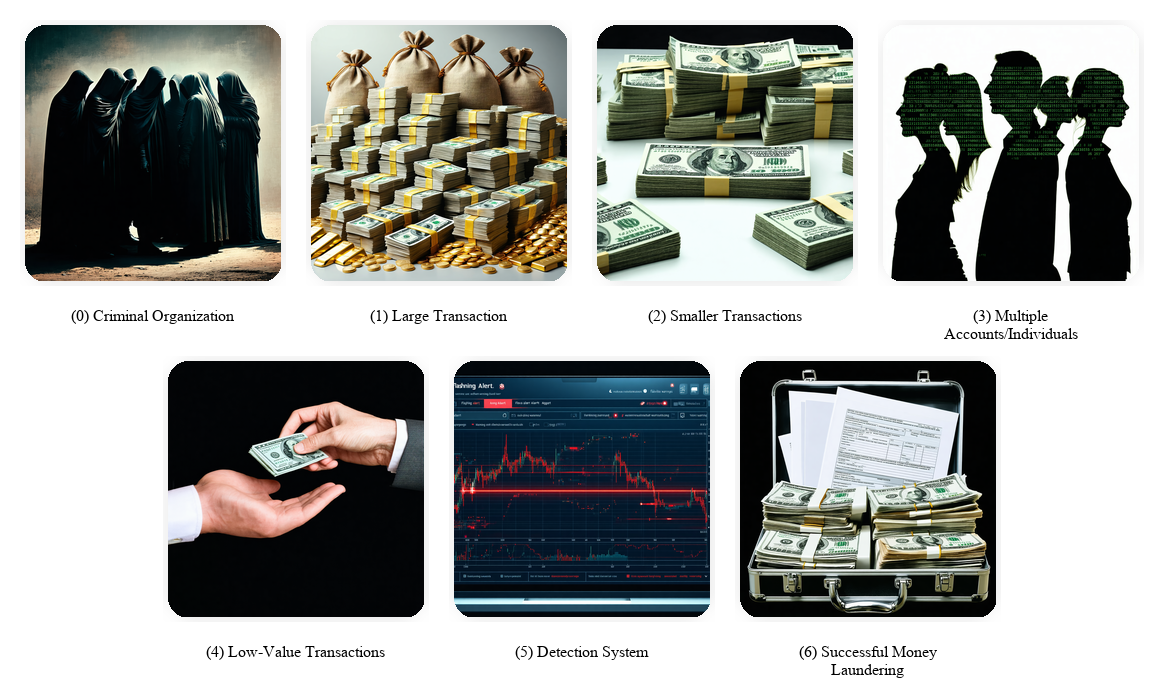 (0) Criminal Organization
(1) Large Transaction
(2) Smaller Transactions
(3) Multiple
Accounts/Individuals
Alert.
(4) Low-Value Transactions
(5) Detection System
(6) Successful Money
Laundering